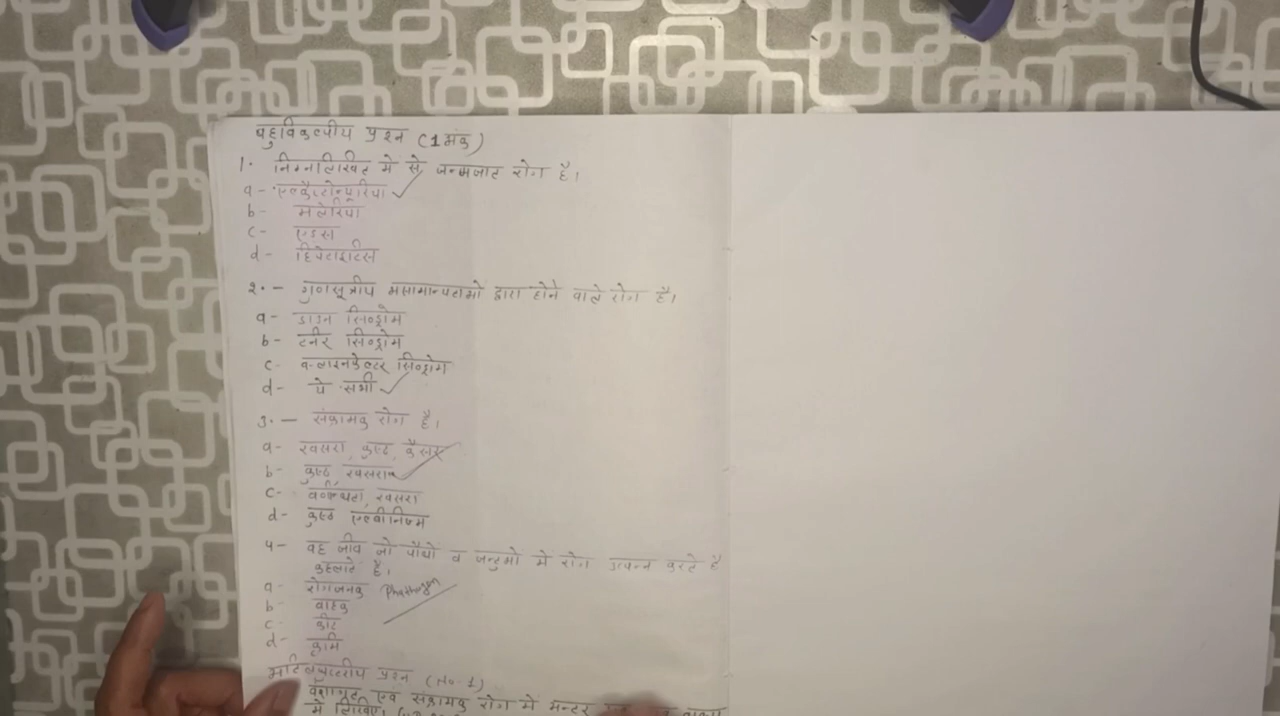 बहुविकल्पीय प्रश्न (1 अंक)
1. निम्नलिखित मे से जन्मजात रोग है।
a- एल्कैप्टोन्यूरिया
b- मलेरिया
c- एड्स
d- हिपेटाइटिस
2.- गुणसूत्रीय असामान्यताओ द्वारा होने वाले रोग है।
a- डाउन सिण्ड्रोम
b- टर्नर सिण्ड्रोम
c- क्लाइनफेल्टर सिण्ड्रोम
d- ये सभी
3.- संक्रामक रोग है।
a- खसरा, कुष्ठ, कैंसर
b- कुष्ठ, खसरा
c- वर्णान्धता, खसरा
d- कुष्ठ एल्बीनिज्म
4- वह जीव जो पौधो व जन्तुओ मे रोग उत्पन्न करते है
कहलाते है।
a- रोगजनक
b- वाहक
c- कीट
d- कृमि
अतिलघुत्तरीय प्रश्न (no-1)
वंशागत एवं संक्रामक रोग मे अन्तर
मे लिखिए।